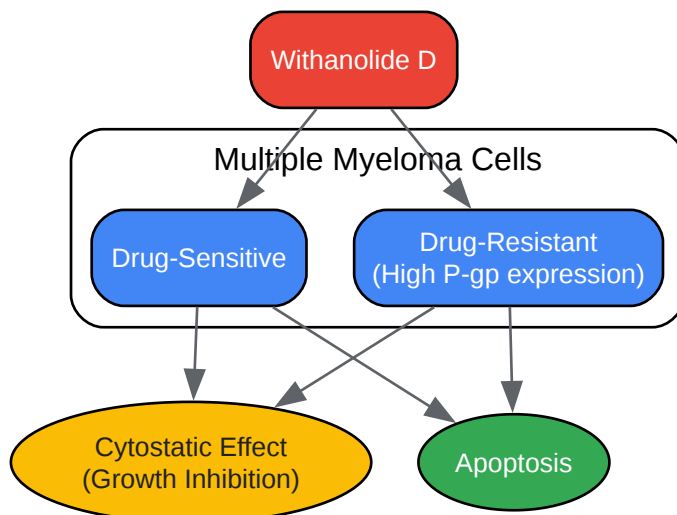 Withanolide D
Multiple Myeloma Cells
Drug-Sensitive
Drug-Resistant
(High P-gp expression)
Cytostatic Effect
(Growth Inhibition)
Apoptosis